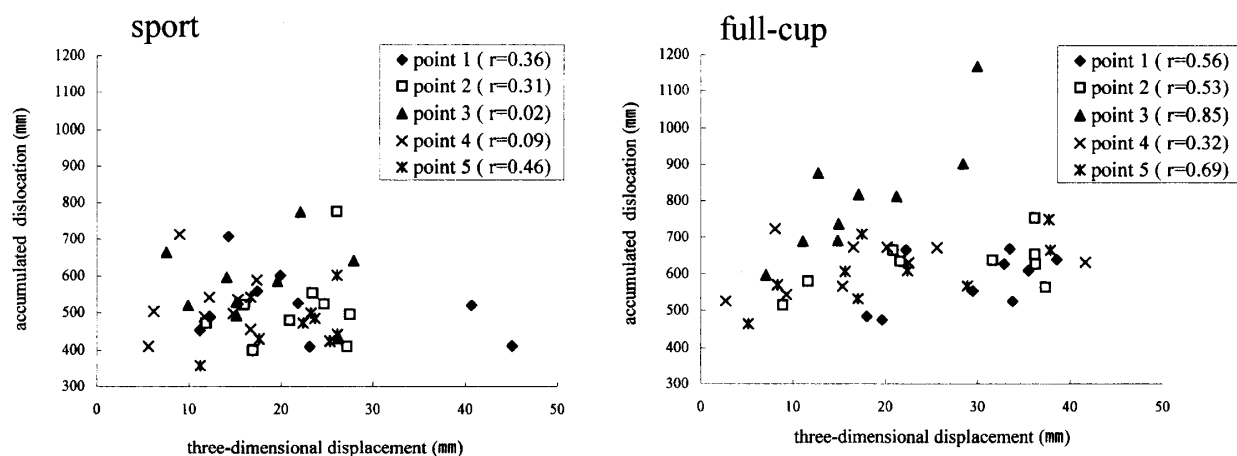 sport
point 1 ( r=0.36)
point 2 ( r=0.31)
point 3 ( r=0.02)
point 4 ( r=0.09)
point 5 ( r=0.46)
accumulated dislocation (㎜)
1200
1100
1000
900
800
700
600
500
400
300
0 10 20 30 40 50
three-dimensional displacement (㎜)
full-cup
point 1 ( r=0.56)
point 2 ( r=0.53)
point 3 ( r=0.85)
point 4 ( r=0.32)
point 5 ( r=0.69)
accumulated dislocation (㎜)
1200
1100
1000
900
800
700
600
500
400
300
0 10 20 30 40 50
three-dimensional displacement (㎜)